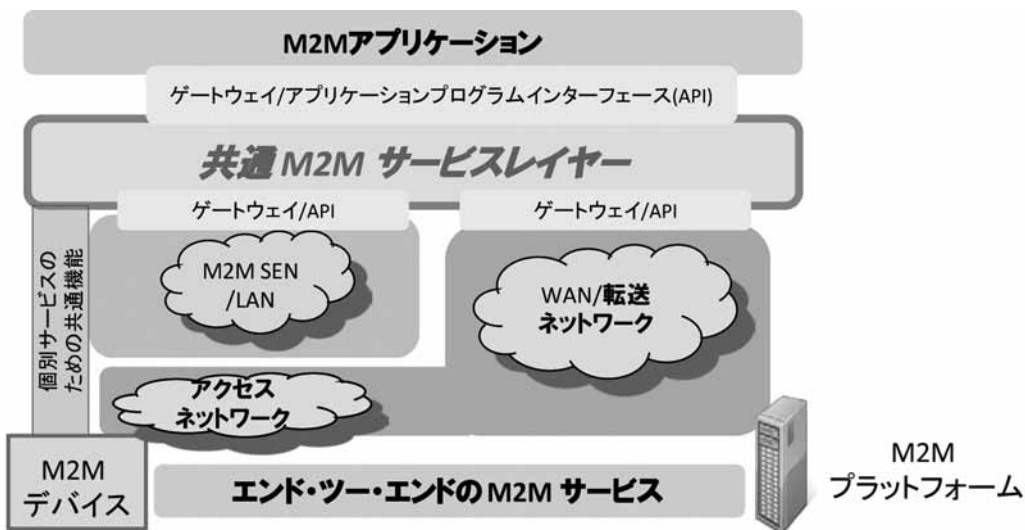 M2Mアプリケーション
ゲートウェイ/アプリケーションプログラムインターフェース(API)
共通 M2M サービスレイヤー
ゲートウェイ/API
ゲートウェイ/API
個別サービスの
ための共通機能
M2M SEN
/LAN
WAN/転送
ネットワーク
アクセス
ネットワーク
M2M
デバイス
エンド・ツー・エンドの M2M サービス
M2M
プラットフォーム